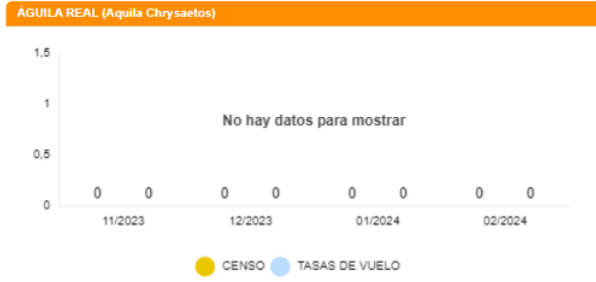 ÁGUILA REAL (Aquila Chrysaetos)
1,5
1
No hay datos para mostrar
0,5
0 0 0 0 0 0 0 0
0
11/2023 12/2023 01/2024 02/2024
CENSO TASAS DE VUELO